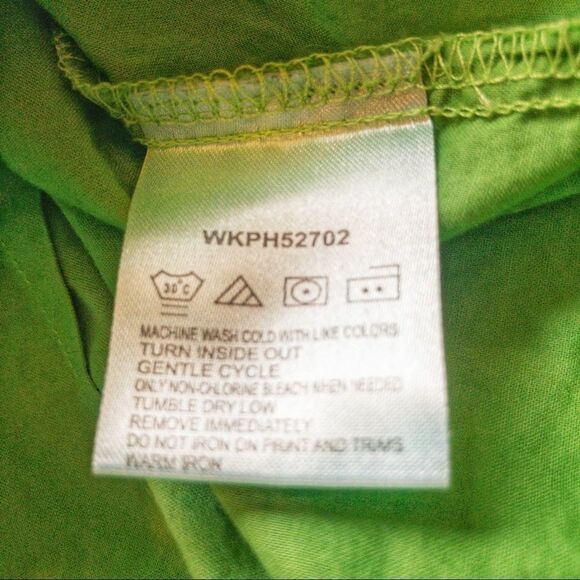 WKPH52702
30°C
MACHINE WASH COLD WITH LIKE COLORS
TURN INSIDE OUT
GENTLE CYCLE
ONLY NON-CHLORINE BLEACH WHEN NEEDED
TUMBLE DRY LOW
REMOVE IMMEDIATELY
DO NOT IRON ON PRINT AND TRIMS
WARM IRON